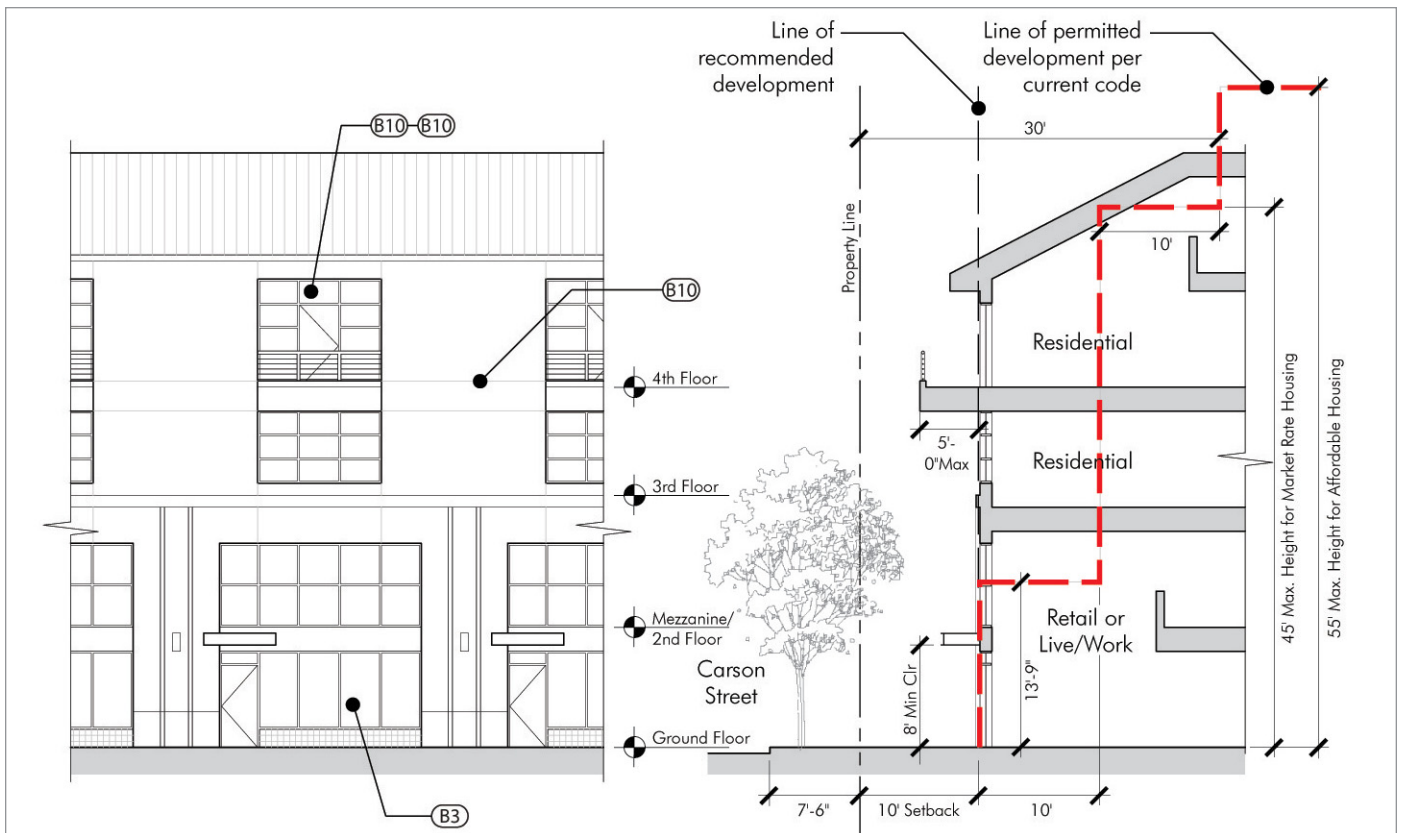 Line of
recommended
development
Line of permitted
development per
current code
B10
B10
30'
Property Line
10'
B10
Residential
4th Floor
5'-
0"Max
Residential
3rd Floor
45' Max. Height for Market Rate Housing
55' Max. Height for Affordable Housing
Mezzanine/
2nd Floor
Retail or
Live/Work
Carson
Street
8' Min Clr
13'-9"
Ground Floor
7'-6"
10' Setback
10'
B3